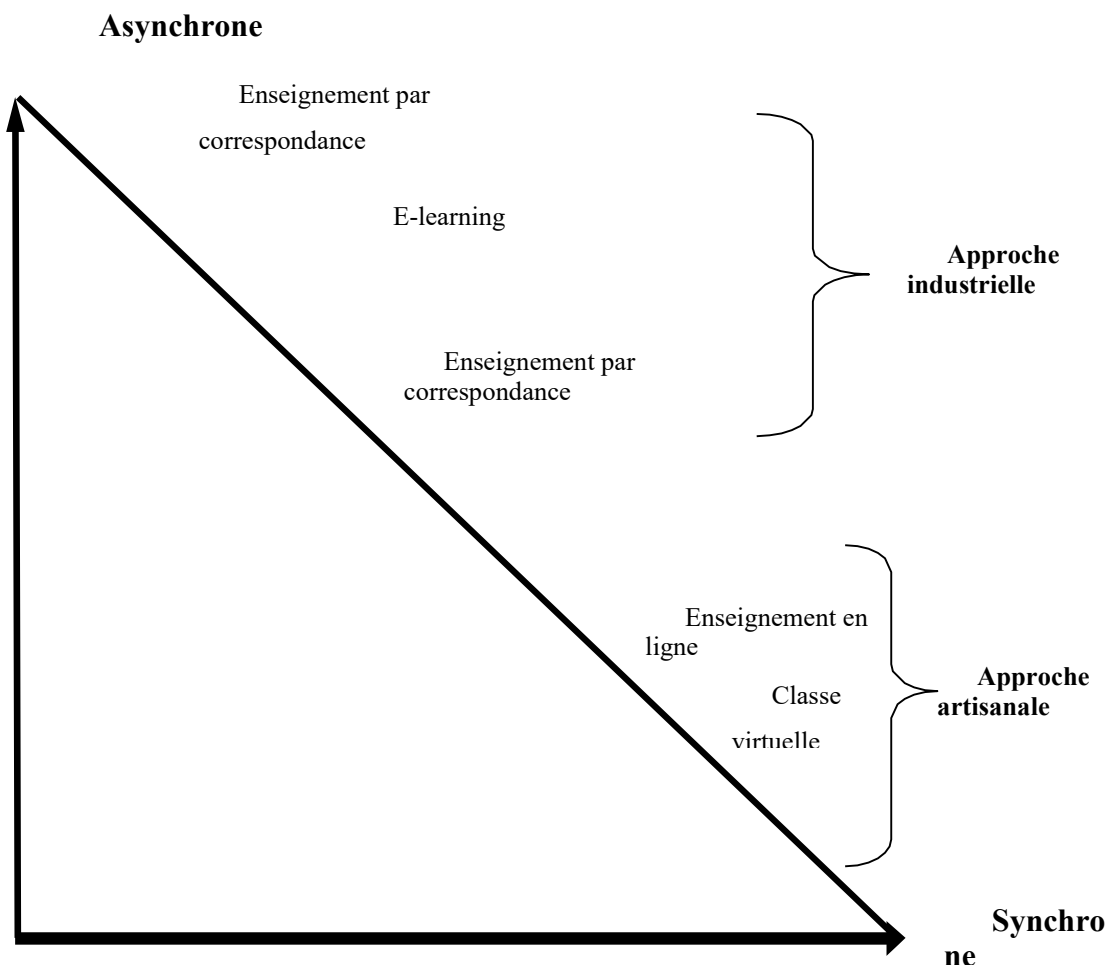 Asynchrone
Enseignement par
correspondance
E-learning
Approche
industrielle
Enseignement par
correspondance
Enseignement en
ligne
Classe
virtuelle
Approche
artisanale
Synchro
ne